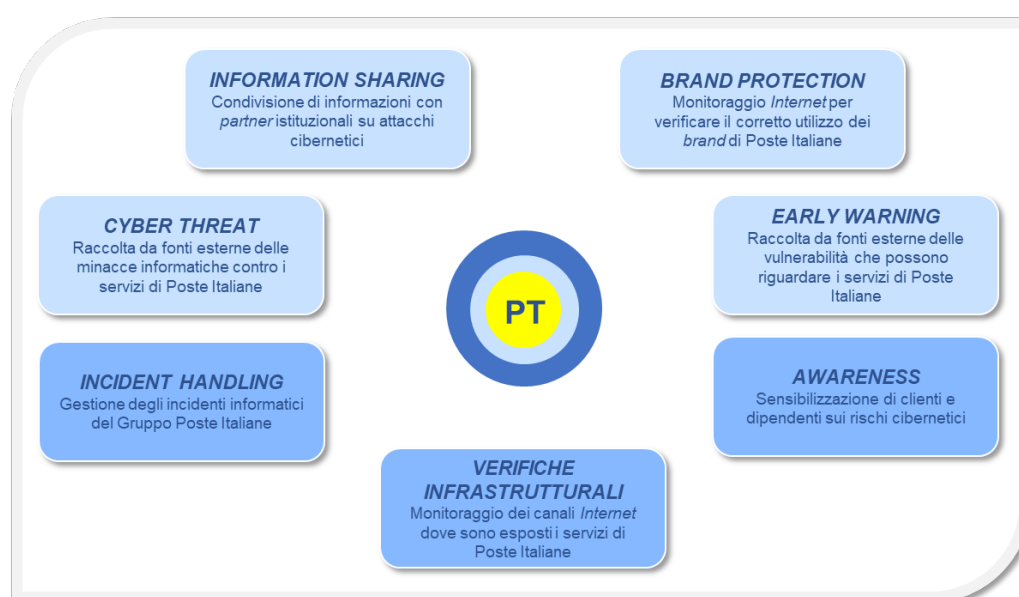 INFORMATION SHARING
Condivisione di informazioni con
partner istituzionali su attacchi
cibernetici
BRAND PROTECTION
Monitoraggio Internet per
verificare il corretto utilizzo dei
brand di Poste Italiane
CYBER THREAT
Raccolta da fonti esterne delle
minacce informatiche contro i
servizi di Poste Italiane
EARLY WARNING
Raccolta da fonti esterne delle
vulnerabilità che possono
riguardare i servizi di Poste
Italiane
PT
INCIDENT HANDLING
Gestione degli incidenti informatici
del Gruppo Poste Italiane
AWARENESS
Sensibilizzazione di clienti e
dipendenti sui rischi cibernetici
VERIFICHE
INFRASTRUTTURALI
Monitoraggio dei canali Internet
dove sono esposti i servizi di
Poste Italiane